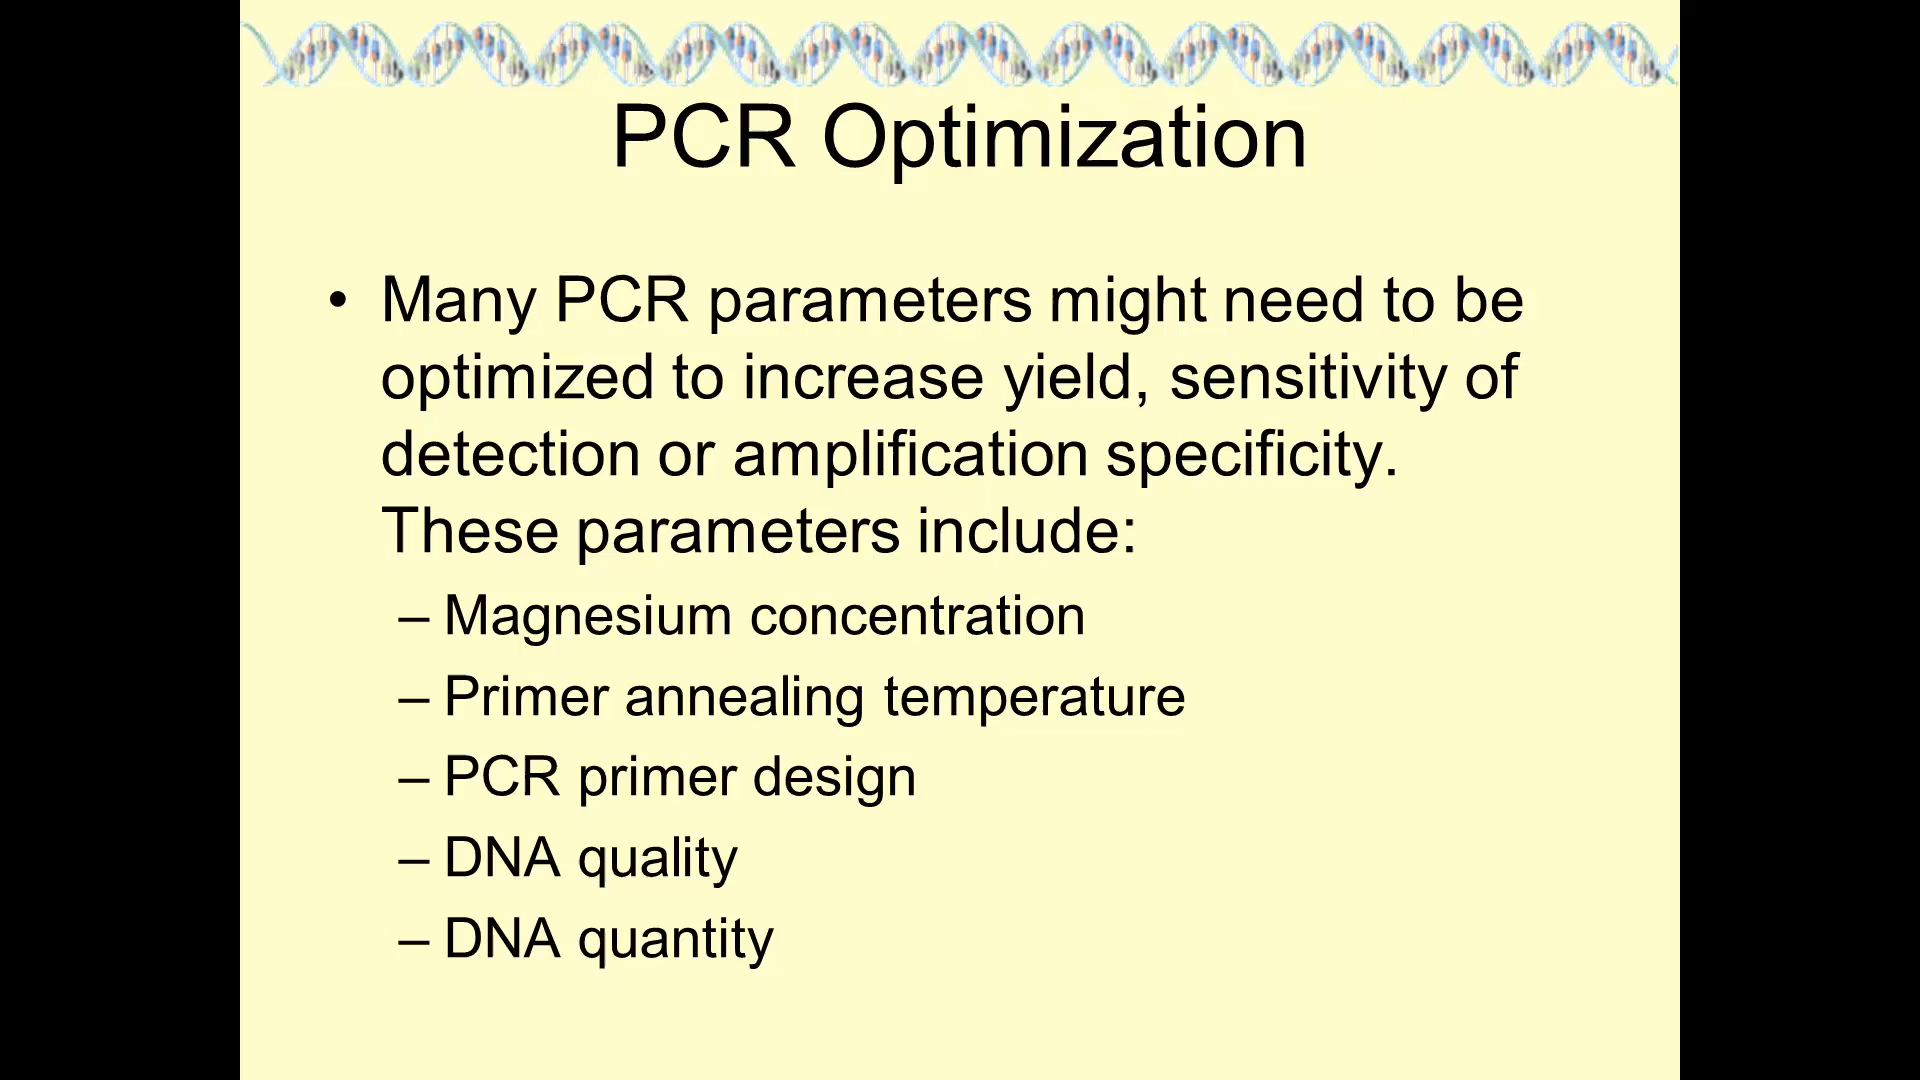 PCR Optimization
• Many PCR parameters might need to be
optimized to increase yield, sensitivity of
detection or amplification specificity.
These parameters include:
– Magnesium concentration
– Primer annealing temperature
– PCR primer design
– DNA quality
– DNA quantity